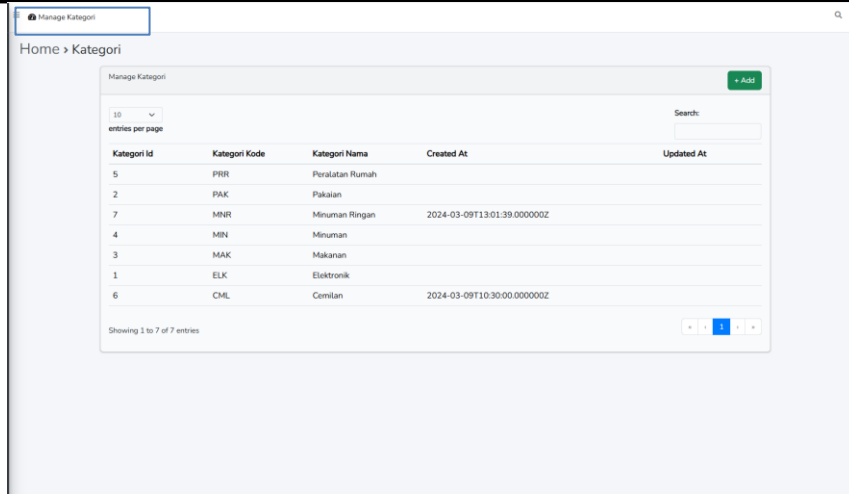 Manage Kategori
Home › Kategori
Manage Kategori
+ Add
10
entries per page
Search:
Kategori Id Kategori Kode Kategori Nama Created At Updated At
5 PRR Peralatan Rumah
2 PAK Pakaian
7 MNR Minuman Ringan 2024-03-09T13:01:39.000000Z
4 MIN Minuman
3 MAK Makanan
1 ELK Elektronik
6 CML Cemilan 2024-03-09T10:30:00.000000Z
Showing 1 to 7 of 7 entries
« ‹ 1 › »